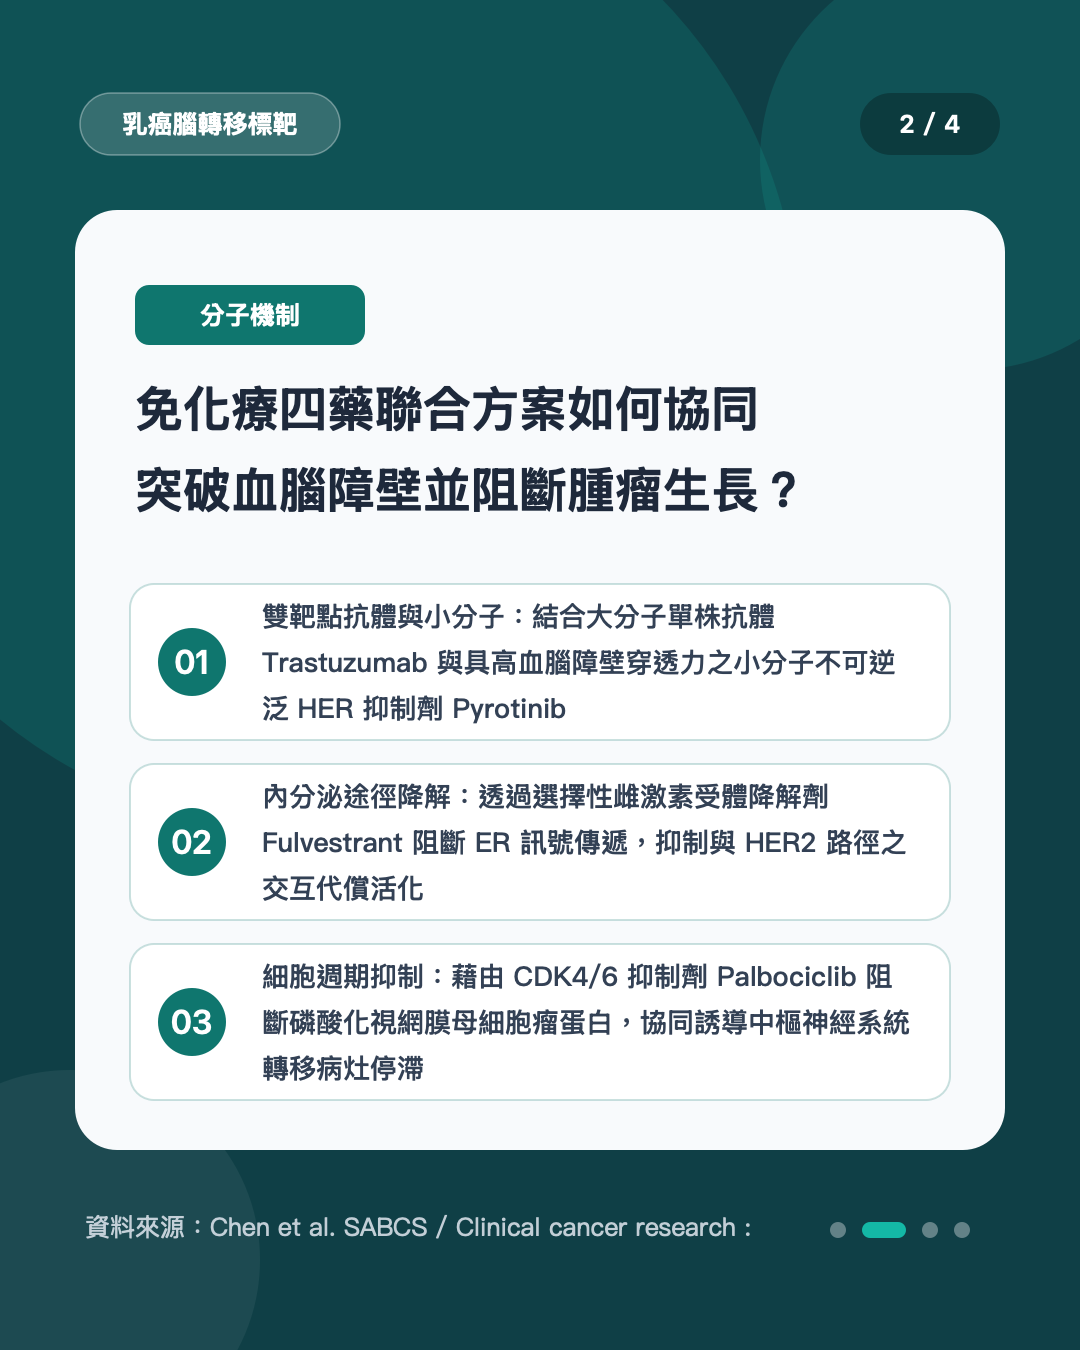 乳癌腦轉移標靶
2 / 4
分子機制
免化療四藥聯合方案如何協同
突破血腦障壁並阻斷腫瘤生長？
01
雙靶點抗體與小分子：結合大分子單株抗體
Trastuzumab 與具高血腦障壁穿透力之小分子不可逆
泛 HER 抑制劑 Pyrotinib
02
內分泌途徑降解：透過選擇性雌激素受體降解劑
Fulvestrant 阻斷 ER 訊號傳遞，抑制與 HER2 路徑之
交互代償活化
03
細胞週期抑制：藉由 CDK4/6 抑制劑 Palbociclib 阻
斷磷酸化視網膜母細胞瘤蛋白，協同誘導中樞神經系統
轉移病灶停滯
資料來源：Chen et al. SABCS / Clinical cancer research :